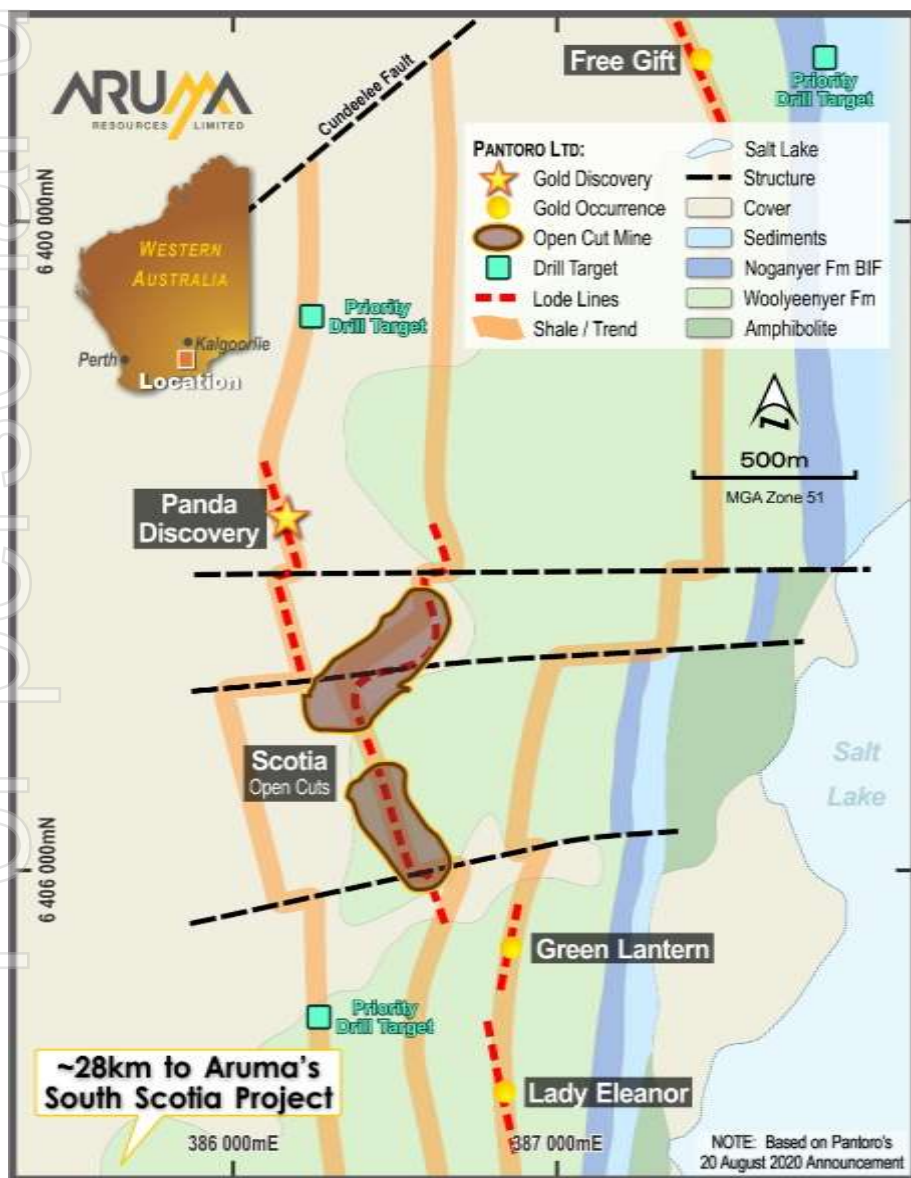 ARUMA
RESOURCES LIMITED
Cundeelee Fault
Free Gift
Priority
Drill Target
PANTORO LTD:
Gold Discovery
Gold Occurrence
Open Cut Mine
Drill Target
Lode Lines
Shale / Trend
Salt Lake
Structure
Cover
Sediments
Noganyer Fm BIF
Woolyeenyer Fm
Amphibolite
6 400 000mN
WESTERN
AUSTRALIA
Perth
Kalgoorlie
Location
Priority
Drill Target
N
500m
MGA Zone 51
Panda
Discovery
Scotia
Open Cuts
Salt
Lake
6 406 000mN
Green Lantern
Priority
Drill Target
~28km to Aruma's
South Scotia Project
Lady Eleanor
386 000mE
387 000mE
NOTE: Based on Pantoro's
20 August 2020 Announcement